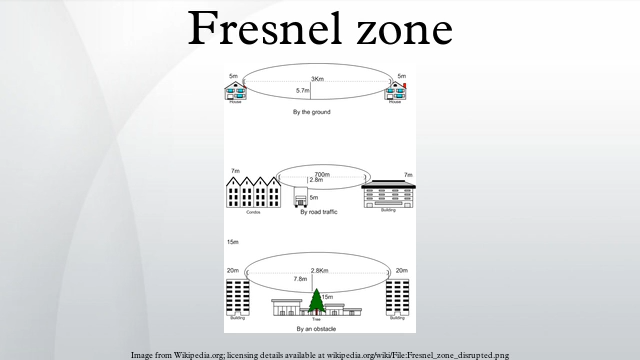 Fresnel zone
5m
3Km
5m
5.7m
House
House
By the ground
7m
700m
7m
2.8m
5m
Condos
By road traffic
Building
15m
20m
2.8Km
20m
7.8m
15m
Building
Tree
Building
By an obstacle
Image from Wikipedia.org; licensing details available at wikipedia.org/wiki/File:Fresnel_zone_disrupted.png